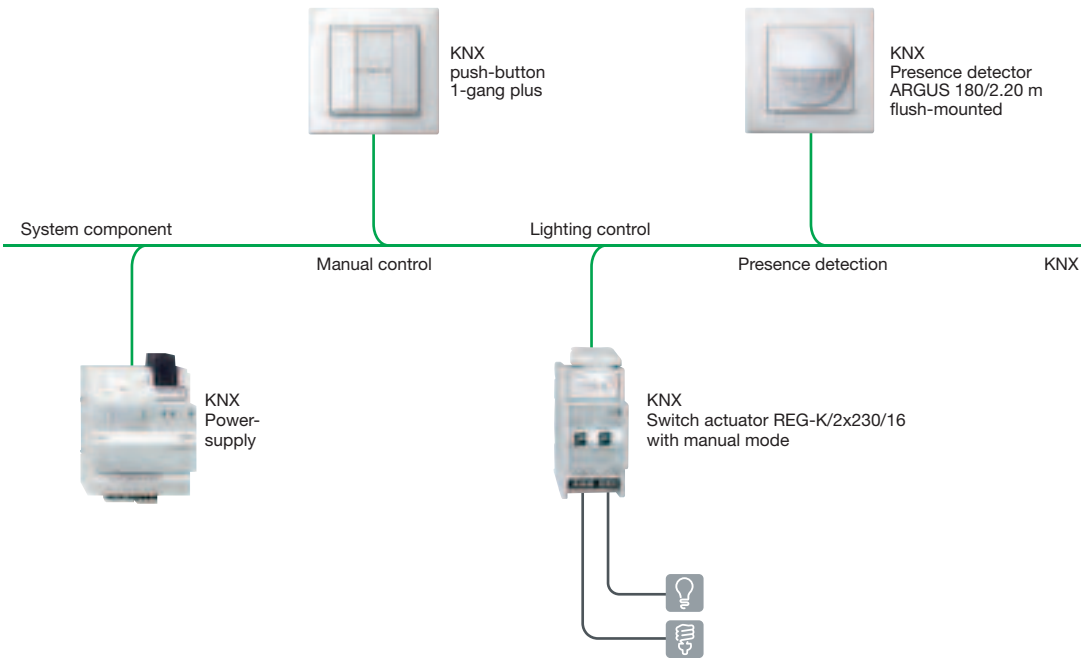 KNX
push-button
1-gang plus
KNX
Presence detector
ARGUS 180/2.20 m
flush-mounted
System component
Lighting control
Manual control
Presence detection
KNX
KNX
Power-
supply
KNX
Switch actuator REG-K/2x230/16
with manual mode